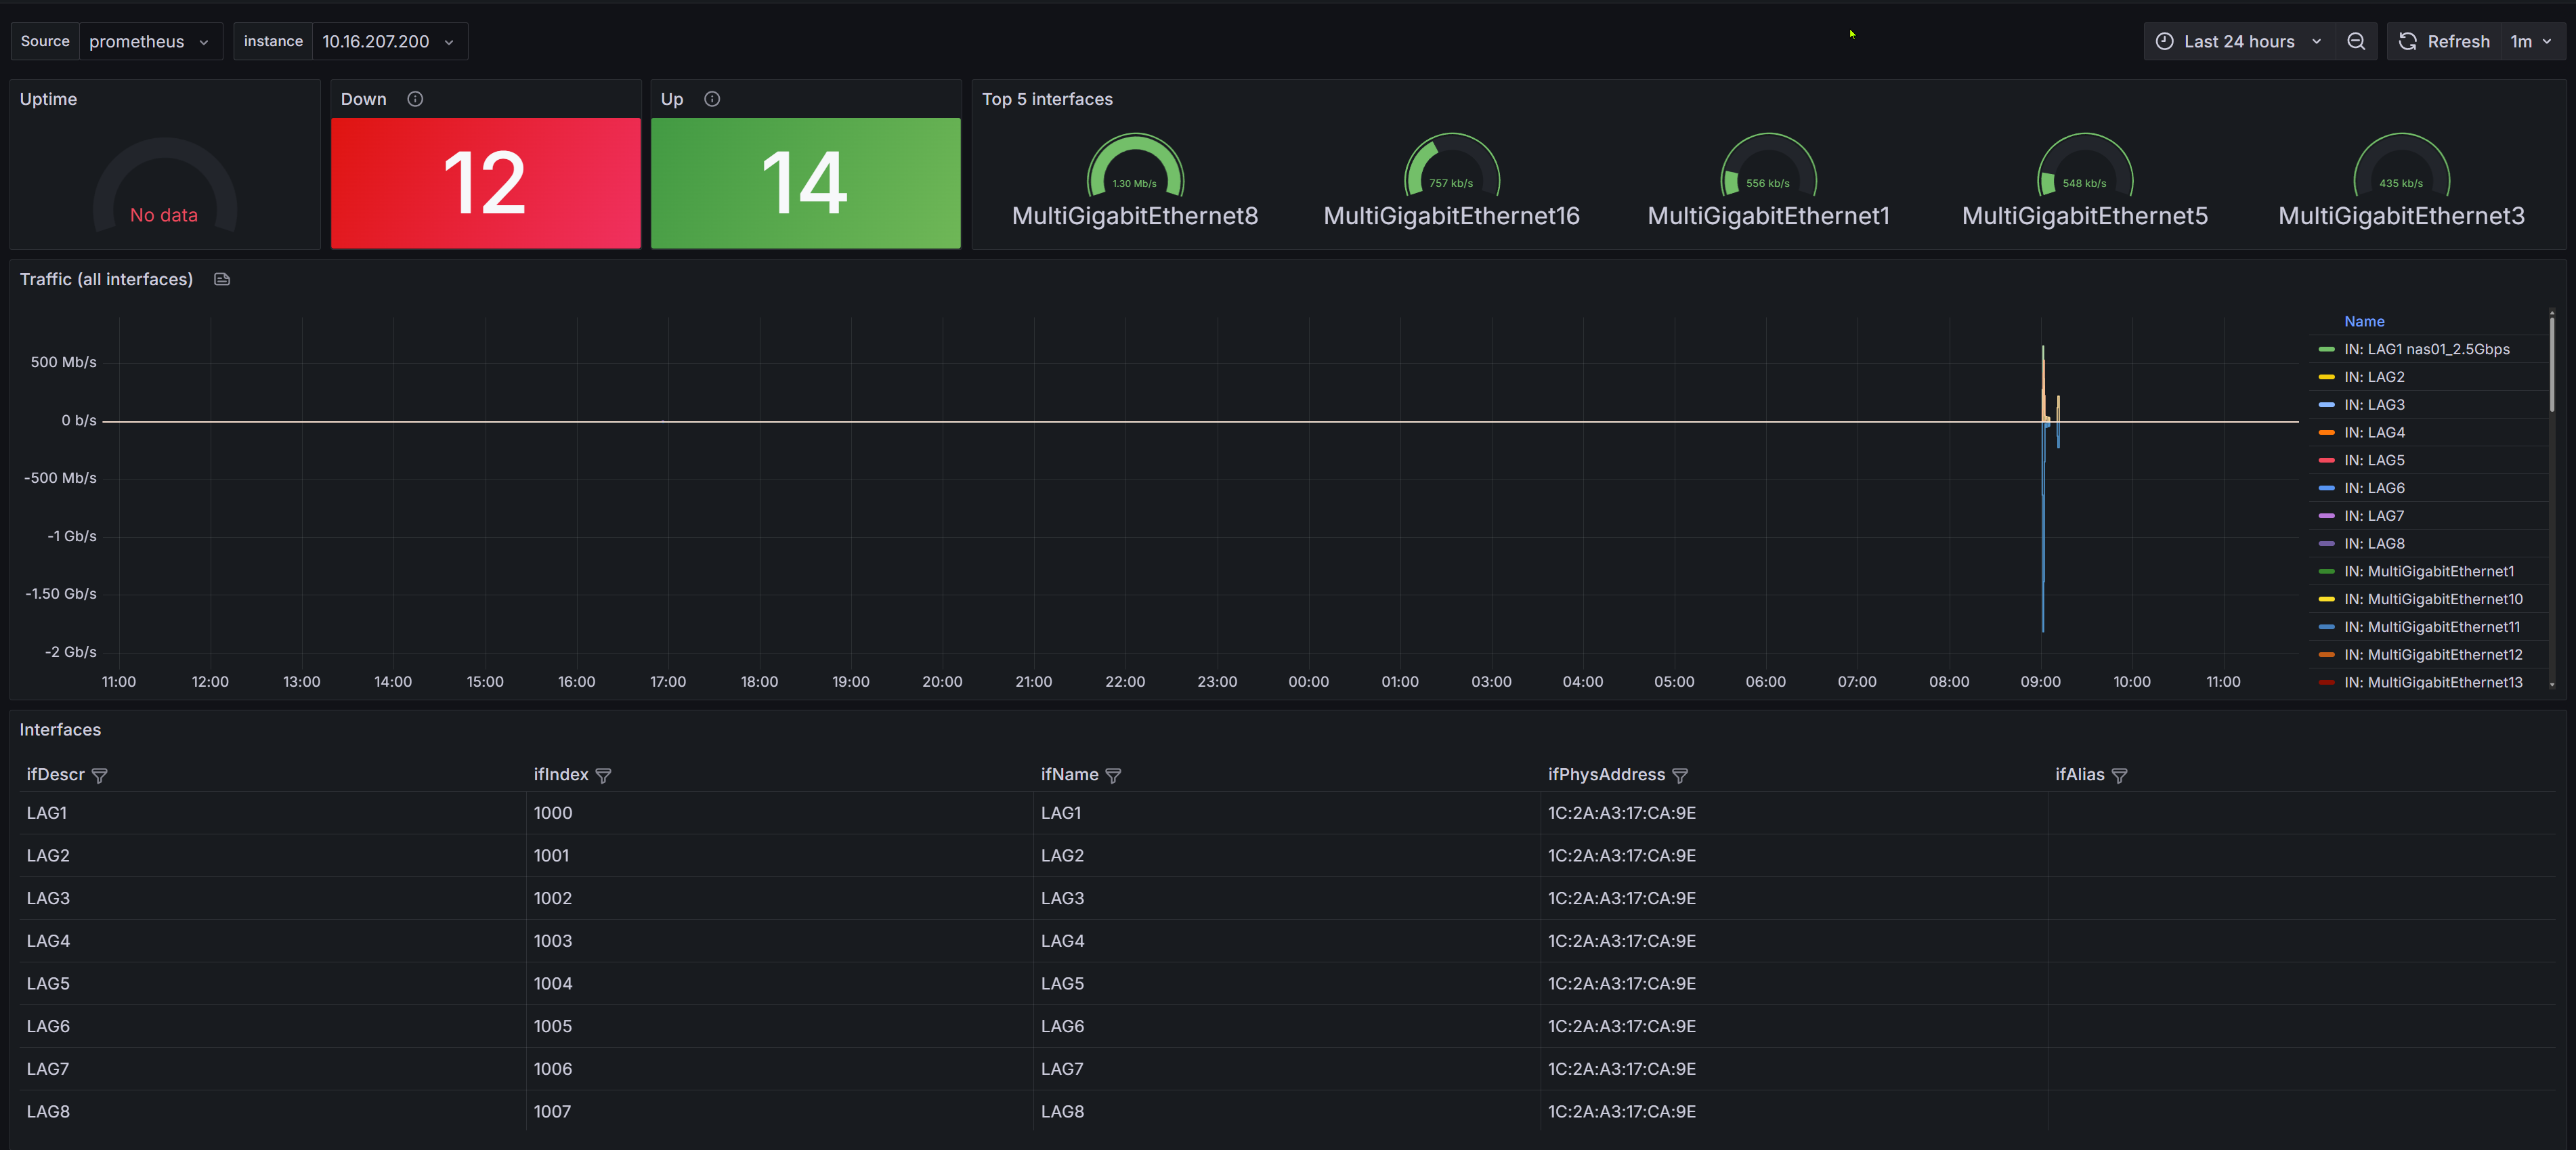 Source prometheus instance 10.16.207.200 Last 24 hours Refresh 1m
Uptime
No data
Down
12
Up
14
Top 5 interfaces
1.30 Mb/s
MultiGigabitEthernet8
757 kb/s
MultiGigabitEthernet16
556 kb/s
MultiGigabitEthernet1
548 kb/s
MultiGigabitEthernet5
435 kb/s
MultiGigabitEthernet3
Traffic (all interfaces)
500 Mb/s
0 b/s
-500 Mb/s
-1 Gb/s
-1.50 Gb/s
-2 Gb/s
11:00 12:00 13:00 14:00 15:00 16:00 17:00 18:00 19:00 20:00 21:00 22:00 23:00 00:00 01:00 03:00 04:00 05:00 06:00 07:00 08:00 09:00 10:00 11:00
Name
IN: LAG1 nas01_2.5Gbps
IN: LAG2
IN: LAG3
IN: LAG4
IN: LAG5
IN: LAG6
IN: LAG7
IN: LAG8
IN: MultiGigabitEthernet1
IN: MultiGigabitEthernet10
IN: MultiGigabitEthernet11
IN: MultiGigabitEthernet12
IN: MultiGigabitEthernet13
Interfaces
ifDescr ifIndex ifName ifPhysAddress ifAlias
LAG1 1000 LAG1 1C:2A:A3:17:CA:9E
LAG2 1001 LAG2 1C:2A:A3:17:CA:9E
LAG3 1002 LAG3 1C:2A:A3:17:CA:9E
LAG4 1003 LAG4 1C:2A:A3:17:CA:9E
LAG5 1004 LAG5 1C:2A:A3:17:CA:9E
LAG6 1005 LAG6 1C:2A:A3:17:CA:9E
LAG7 1006 LAG7 1C:2A:A3:17:CA:9E
LAG8 1007 LAG8 1C:2A:A3:17:CA:9E